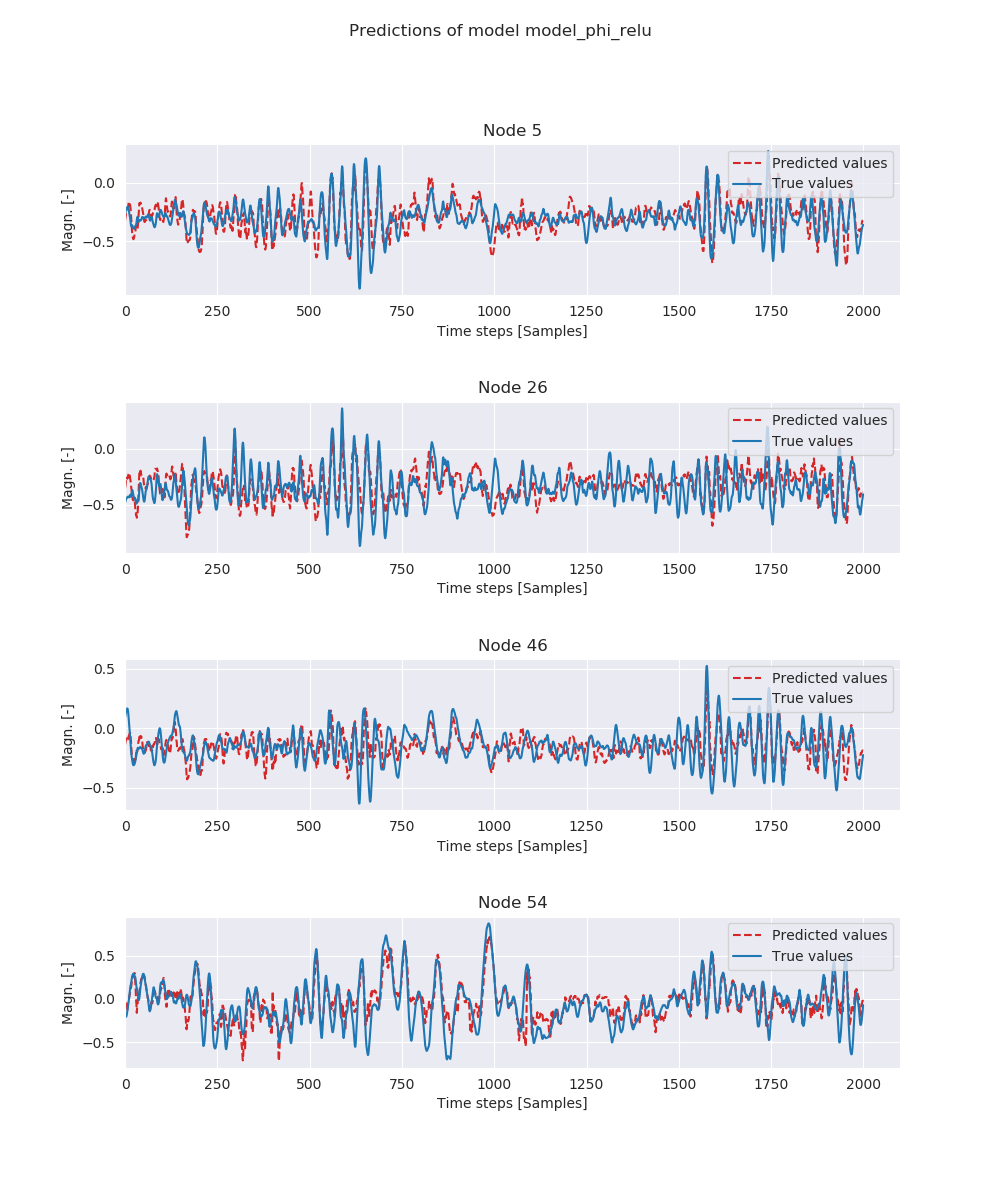 Predictions of model model_phi_relu
Node 5
Magn. [-]
0.0
−0.5
Predicted values
True values
0 250 500 750 1000 1250 1500 1750 2000
Time steps [Samples]
Node 26
Magn. [-]
0.0
−0.5
Predicted values
True values
0 250 500 750 1000 1250 1500 1750 2000
Time steps [Samples]
Node 46
Magn. [-]
0.5
0.0
−0.5
Predicted values
True values
0 250 500 750 1000 1250 1500 1750 2000
Time steps [Samples]
Node 54
Magn. [-]
0.5
0.0
−0.5
Predicted values
True values
0 250 500 750 1000 1250 1500 1750 2000
Time steps [Samples]